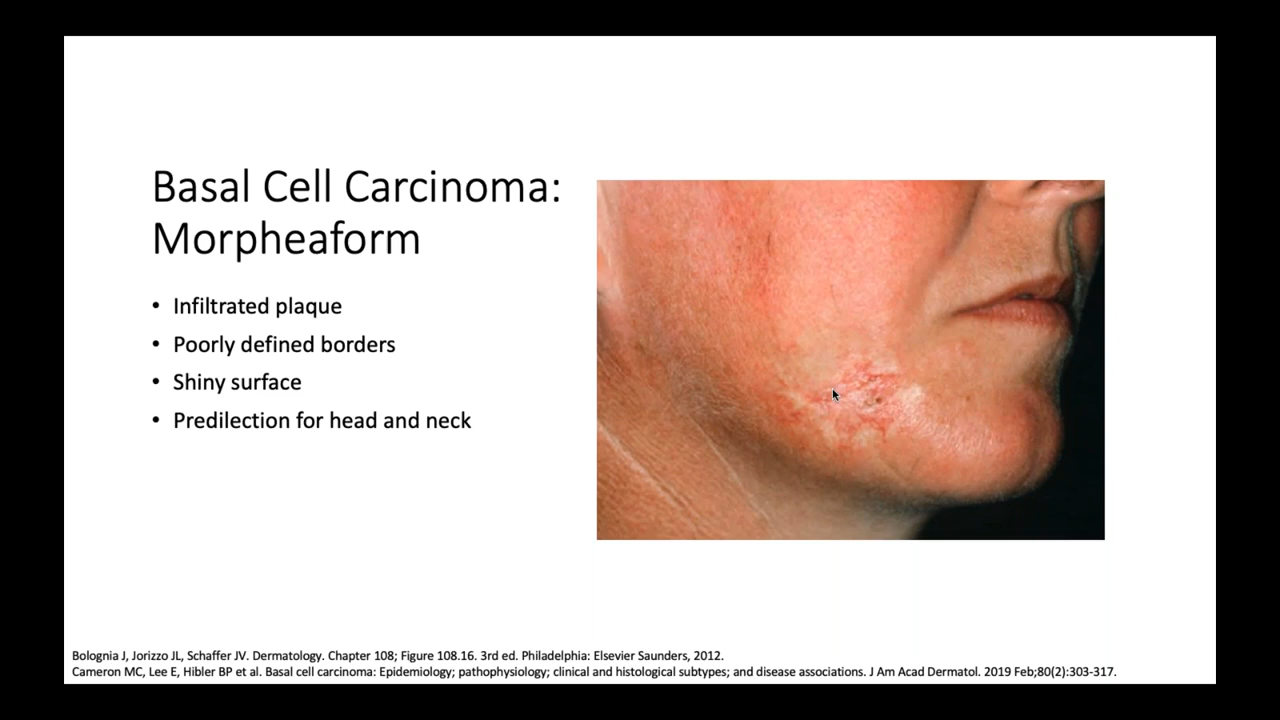 Basal Cell Carcinoma:
Morpheaform
• Infiltrated plaque
• Poorly defined borders
• Shiny surface
• Predilection for head and neck
Bolognia J, Jorizzo JL, Schaffer JV. Dermatology. Chapter 108; Figure 108.16. 3rd ed. Philadelphia: Elsevier Saunders, 2012.
Cameron MC, Lee E, Hibler BP et al. Basal cell carcinoma: Epidemiology; pathophysiology; clinical and histological subtypes; and disease associations. J Am Acad Dermatol. 2019 Feb;80(2):303-317.